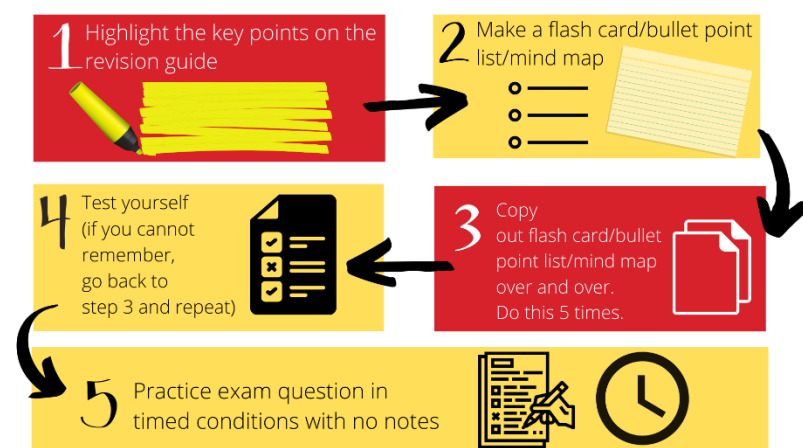 1 Highlight the key points on the
revision guide
2 Make a flash card/bullet point
list/mind map
3 Copy
out flash card/bullet
point list/mind map
over and over.
Do this 5 times.
4 Test yourself
(if you cannot
remember,
go back to
step 3 and repeat)
5 Practice exam question in
timed conditions with no notes